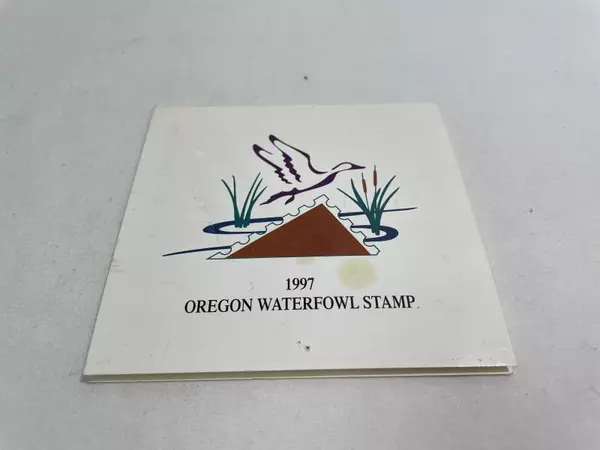 1997
OREGON WATERFOWL STAMP